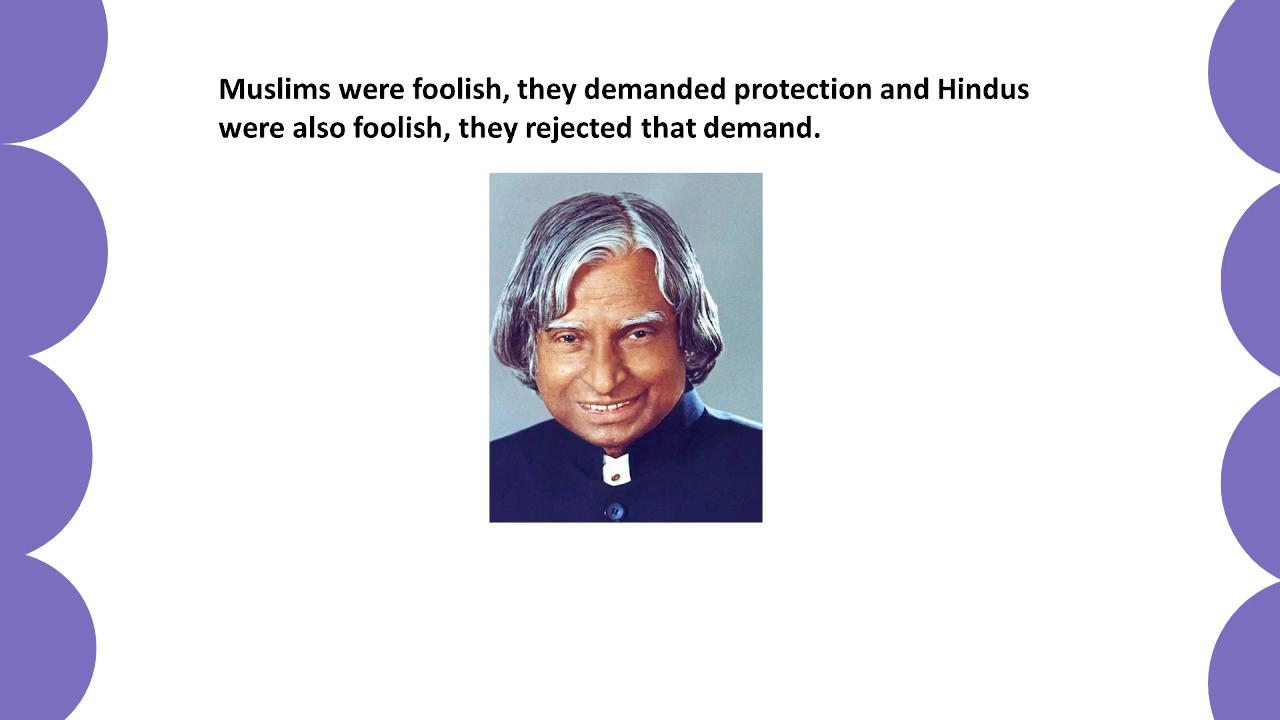 Muslims were foolish, they demanded protection and Hindus
were also foolish, they rejected that demand.